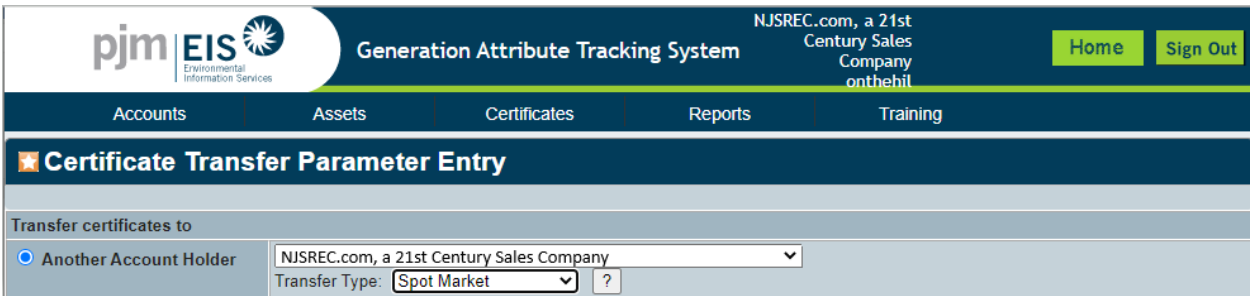 pjm EIS
Environmental
Information Services
Generation Attribute Tracking System
NJSREC.com, a 21st
Century Sales
Company
onthehil
Home
Sign Out
Accounts Assets Certificates Reports Training
Certificate Transfer Parameter Entry
Transfer certificates to
Another Account Holder
NJSREC.com, a 21st Century Sales Company
Transfer Type: Spot Market ?